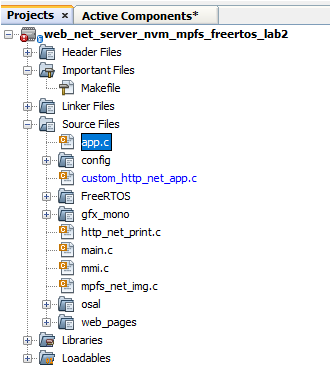 Projects × Active Components*
web_net_server_nvm_mpfs_freertos_lab2
Header Files
Important Files
Makefile
Linker Files
Source Files
app.c
config
custom_http_net_app.c
FreeRTOS
gfx_mono
http_net_print.c
main.c
mmi.c
mpfs_net_img.c
osal
web_pages
Libraries
Loadables